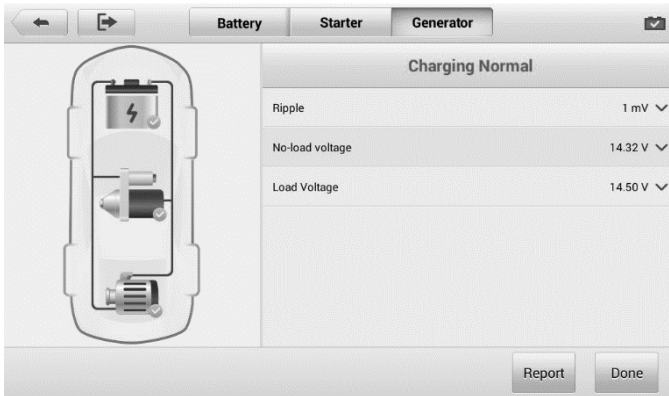 Battery Starter Generator
Charging Normal
Ripple 1 mV
No-load voltage 14.32 V
Load Voltage 14.50 V
Report Done